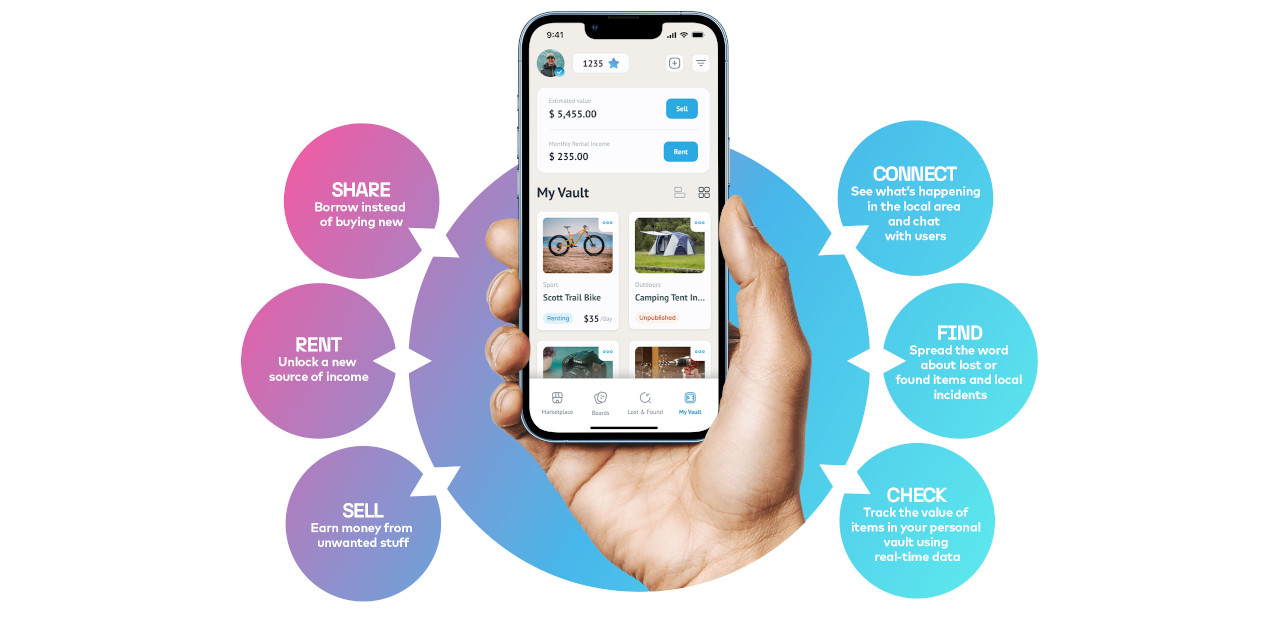 9:41
1235
Estimated value
$ 5,455.00
Sell
Monthly Rental Income
$ 235.00
Rent
My Vault
Sport
Scott Trail Bike
Renting
$35 /day
Outdoors
Camping Tent In...
Unpublished
Marketplace
Boards
Lost & Found
My Vault
SHARE
Borrow instead
of buying new
RENT
Unlock a new
source of income
SELL
Earn money from
unwanted stuff
CONNECT
See what's happening
in the local area
and chat
with users
FIND
Spread the word
about lost or
found items and local
incidents
CHECK
Track the value of
items in your personal
vault using
real-time data